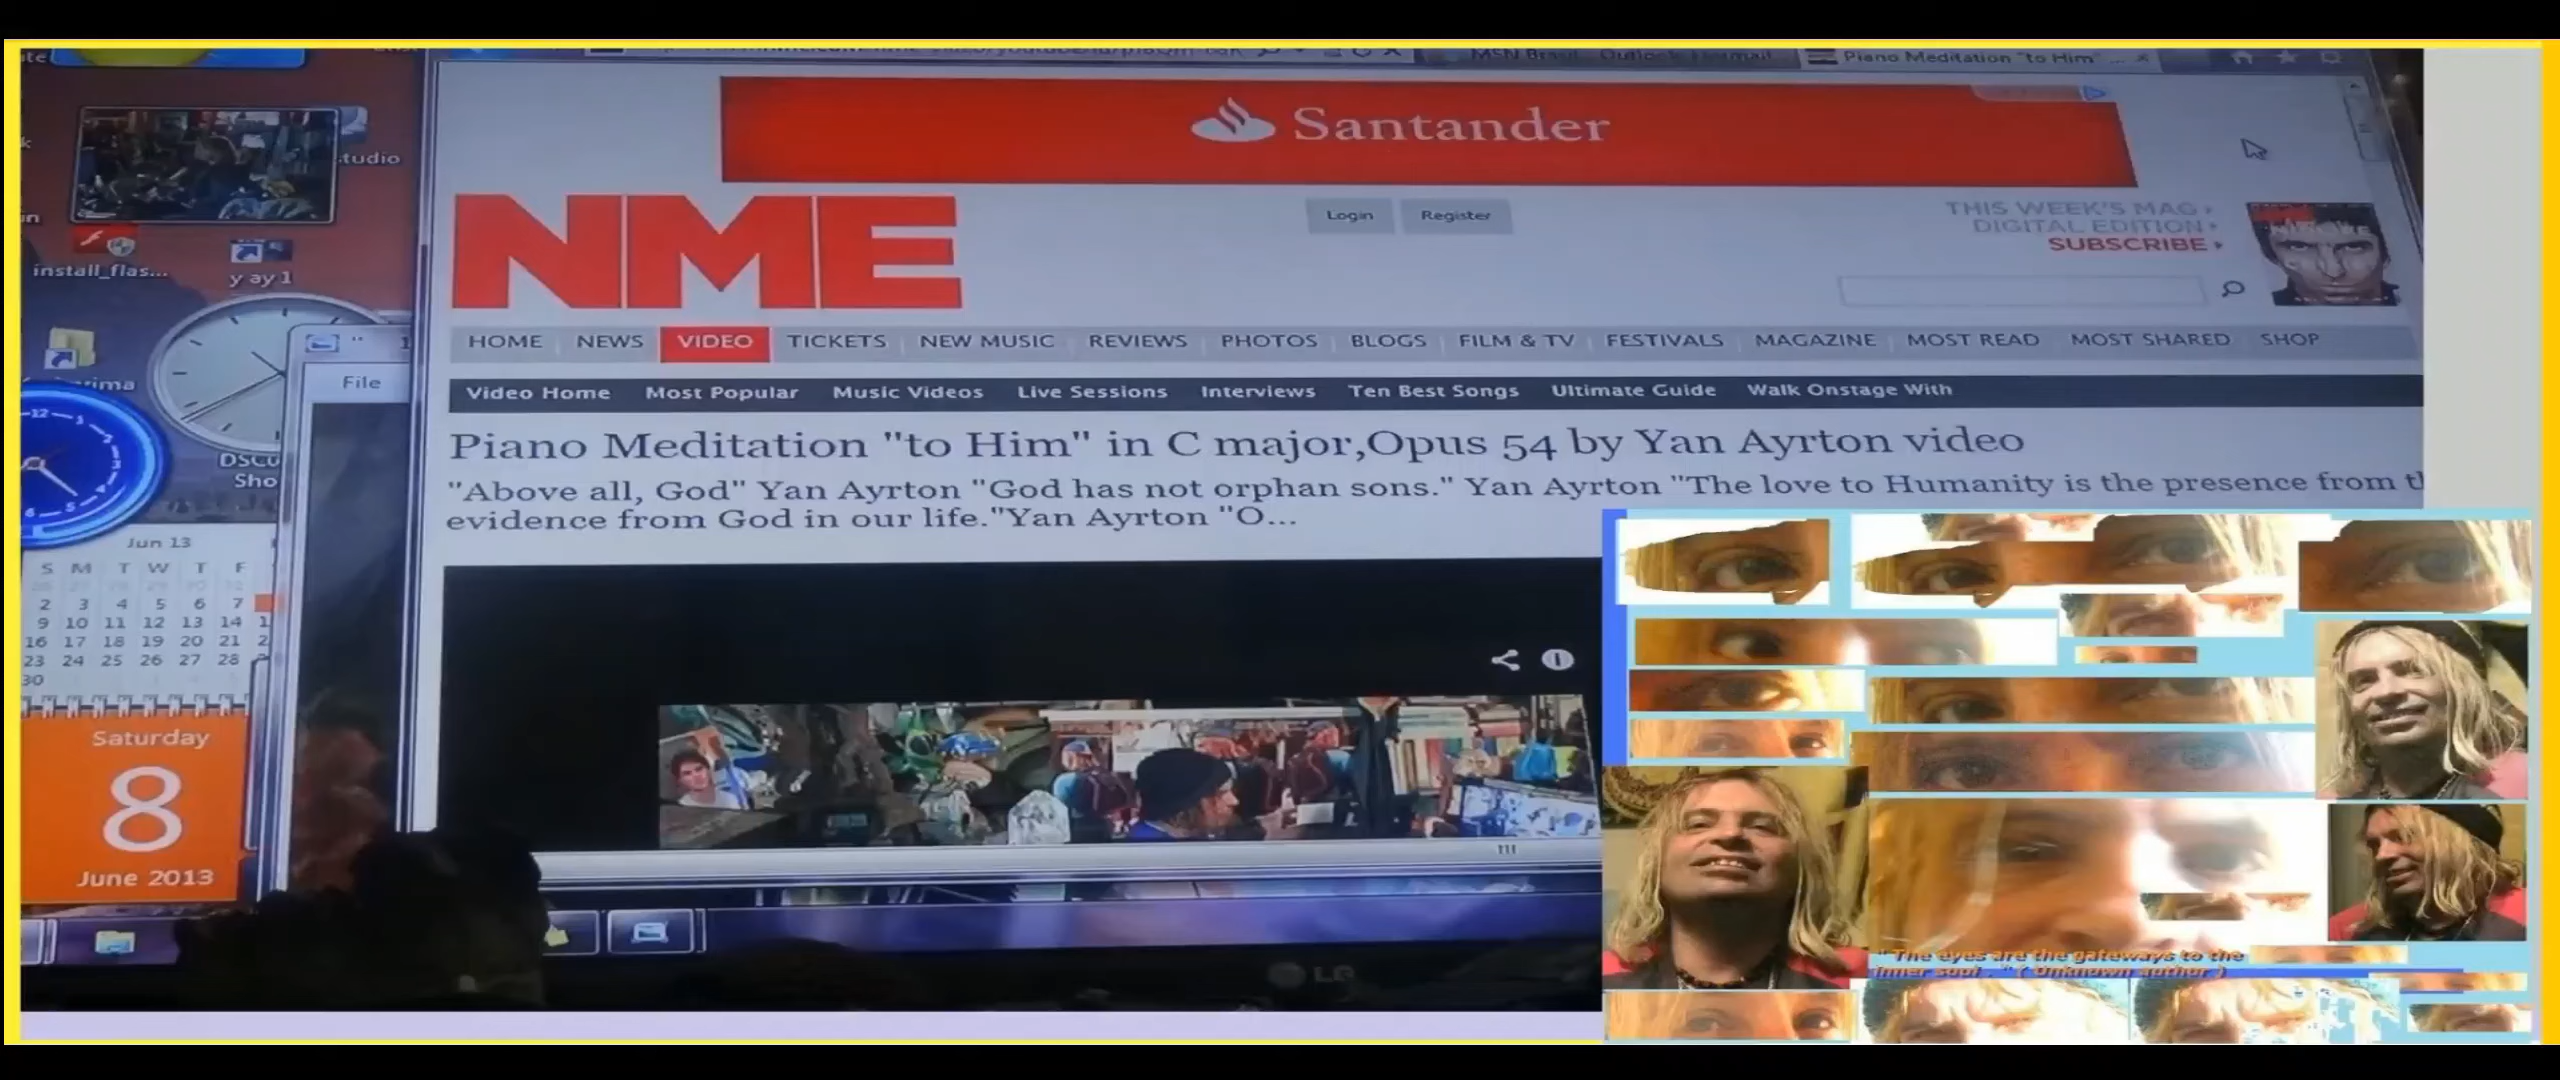 MSN Brasil - Outlook, Hotmail
Piano Meditation "to Him" ...
Santander
studio
NME
Login
Register
THIS WEEK'S MAG
DIGITAL EDITION
SUBSCRIBE
install_flas...
y ay 1
HOME NEWS VIDEO TICKETS NEW MUSIC REVIEWS PHOTOS BLOGS FILM & TV FESTIVALS MAGAZINE MOST READ MOST SHARED SHOP
File
Video Home Most Popular Music Videos Live Sessions Interviews Ten Best Songs Ultimate Guide Walk Onstage With
Piano Meditation "to Him" in C major,Opus 54 by Yan Ayrton video
"Above all, God" Yan Ayrton "God has not orphan sons." Yan Ayrton "The love to Humanity is the presence from
evidence from God in our life."Yan Ayrton "O...
Sho
Jun 13
S M T W T F
2 3 4 5 6 7
9 10 11 12 13 14
16 17 18 19 20 21
23 24 25 26 27 28
30
Saturday
8
June 2013
LG
"The eyes are the gateways to the
inner soul . " ( Unknown author )